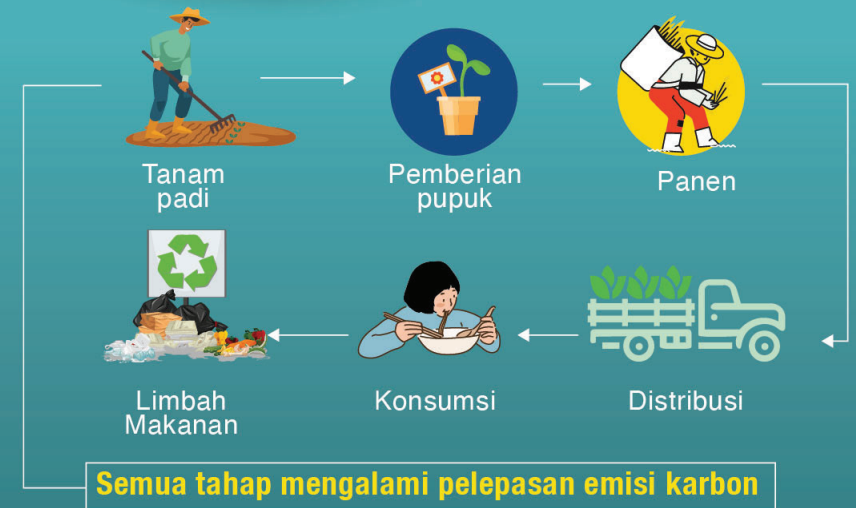 Tanam
padi
Pemberian
pupuk
Panen
Limbah
Makanan
Konsumsi
Distribusi
Semua tahap mengalami pelepasan emisi karbon